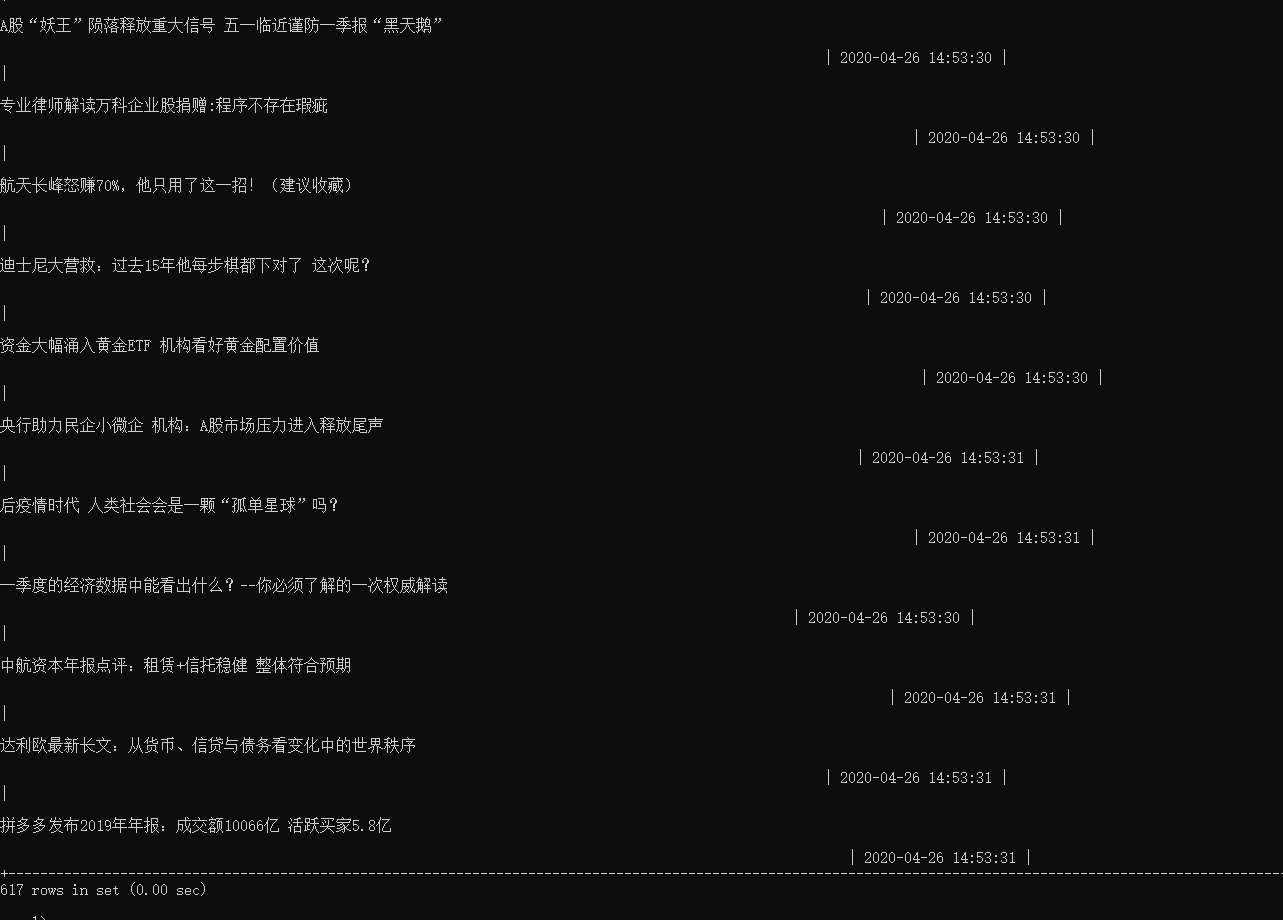 A股“妖王”陨落释放重大信号 五一临近谨防一季报“黑天鹅”
| 2020-04-26 14:53:30 |
|
专业律师解读万科企业股捐赠:程序不存在瑕疵
| 2020-04-26 14:53:30 |
|
航天长峰怒赚70%，他只用了这一招！（建议收藏）
| 2020-04-26 14:53:30 |
|
迪士尼大营救：过去15年他每步棋都下对了 这次呢？
| 2020-04-26 14:53:30 |
|
资金大幅涌入黄金ETF 机构看好黄金配置价值
| 2020-04-26 14:53:30 |
|
央行助力民企小微企 机构：A股市场压力进入释放尾声
| 2020-04-26 14:53:31 |
|
后疫情时代 人类社会会是一颗“孤单星球”吗？
| 2020-04-26 14:53:31 |
|
一季度的经济数据中能看出什么？--你必须了解的一次权威解读
| 2020-04-26 14:53:30 |
|
中航资本年报点评：租赁+信托稳健 整体符合预期
| 2020-04-26 14:53:31 |
|
达利欧最新长文：从货币、信贷与债务看变化中的世界秩序
| 2020-04-26 14:53:31 |
|
拼多多发布2019年年报：成交额10066亿 活跃买家5.8亿
| 2020-04-26 14:53:31 |
617 rows in set (0.00 sec)